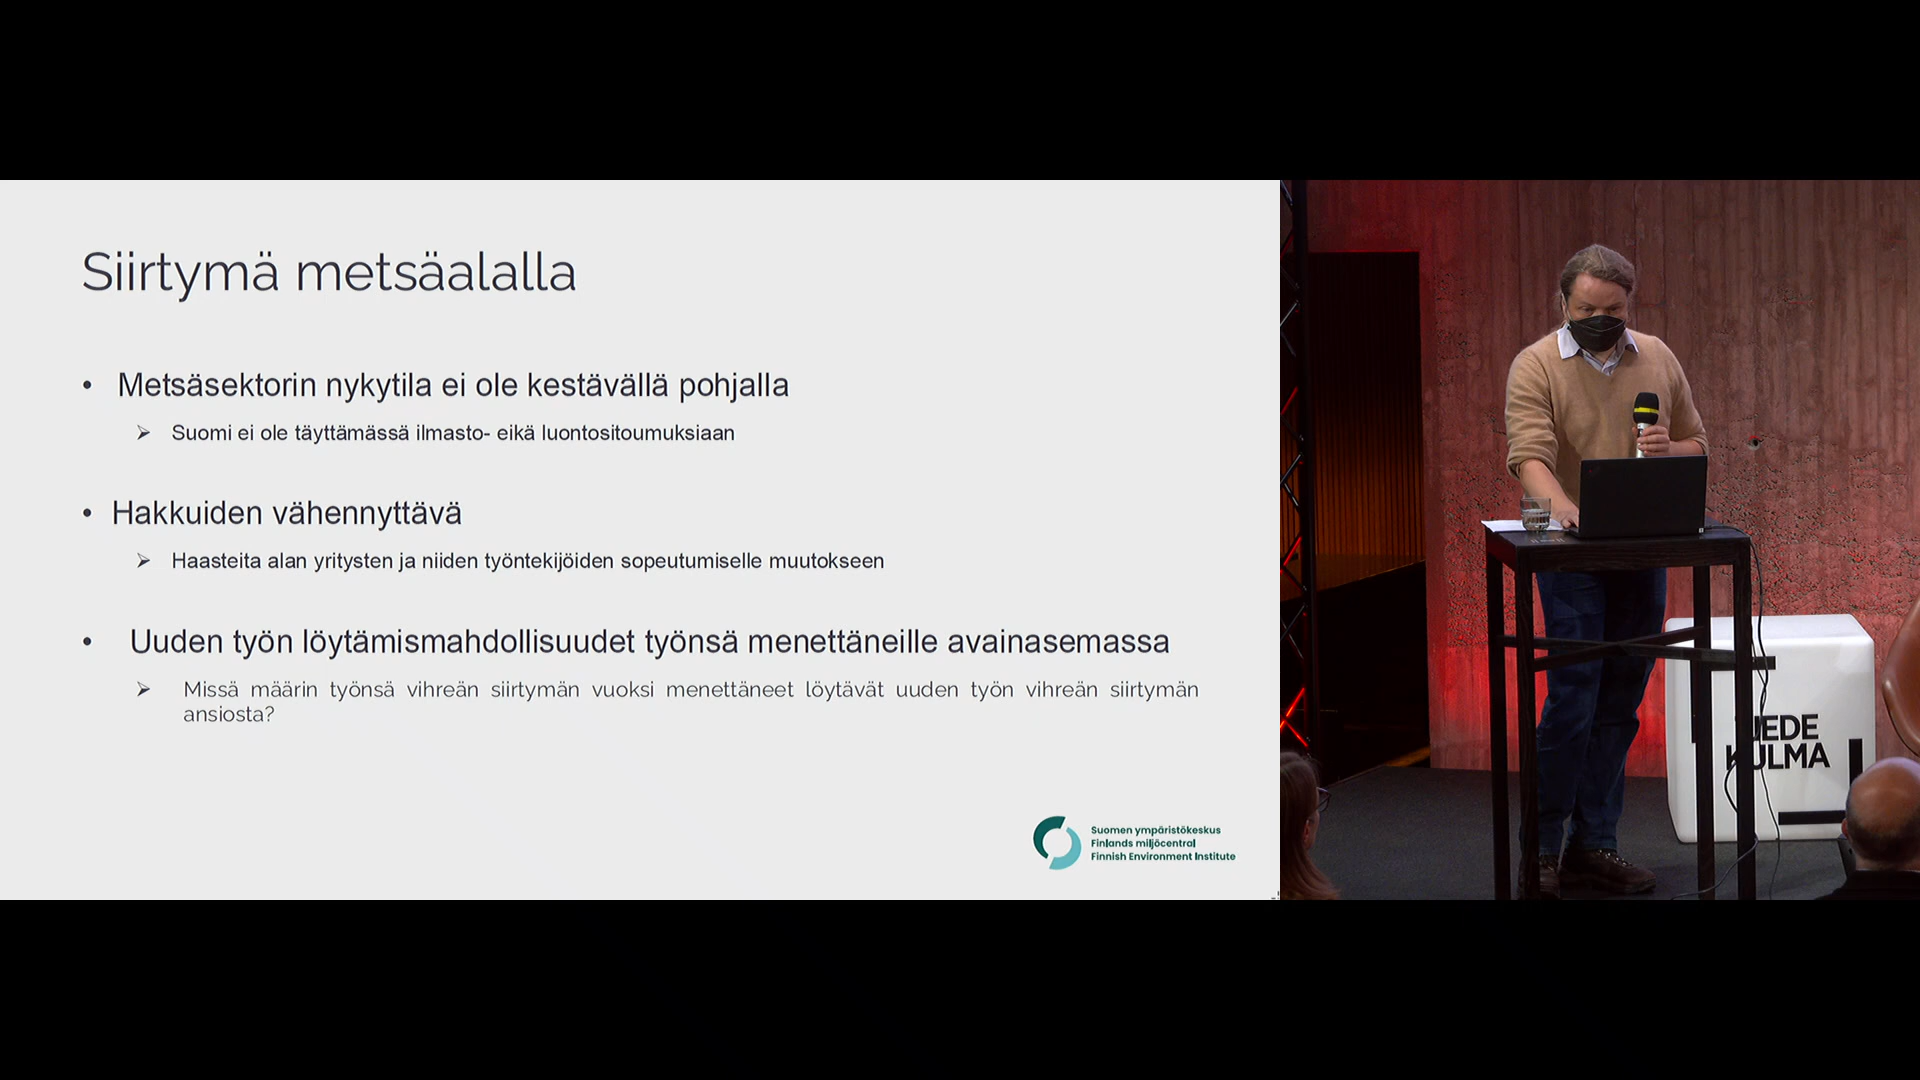 Siirtymä metsäalalla
• Metsäsektorin nykytila ei ole kestävällä pohjalla
➢ Suomi ei ole täyttämässä ilmasto- eikä luontositoumuksiaan
• Hakkuiden vähennyttävä
➢ Haasteita alan yritysten ja niiden työntekijöiden sopeutumiselle muutokseen
• Uuden työn löytämismahdollisuudet työnsä menettäneille avainasemassa
➢ Missä määrin työnsä vihreän siirtymän vuoksi menettäneet löytävät uuden työn vihreän siirtymän
ansiosta?
Suomen ympäristökeskus
Finlands miljöcentral
Finnish Environment Institute
KULMA